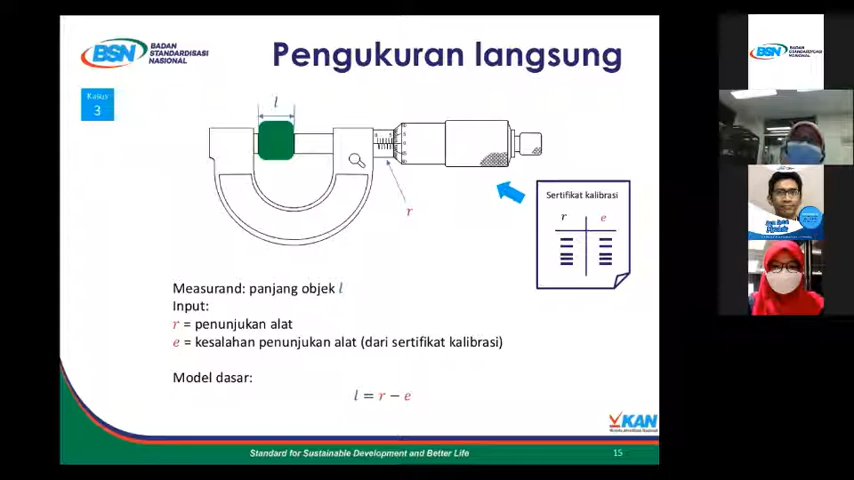 BSN
BADAN
STANDARDISASI
NASIONAL
Pengukuran langsung
Kasus
3
l
r
Sertifikat kalibrasi
r e
Measurand: panjang objek l
Input:
r = penunjukan alat
e = kesalahan penunjukan alat (dari sertifikat kalibrasi)
Model dasar:
l = r − e
KAN
Standard for Sustainable Development and Better Life
15
BSN
BADAN
STANDARDISASI
NASIONAL